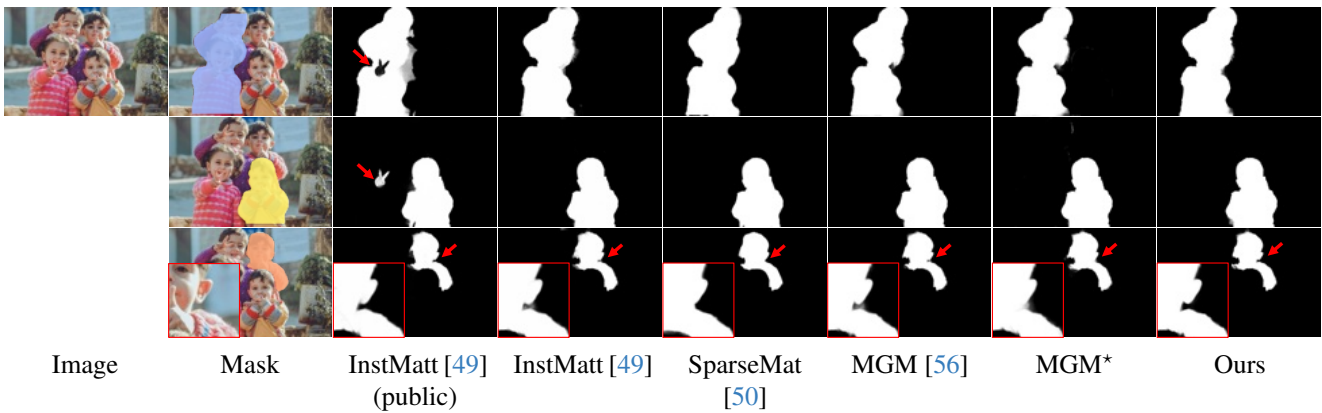 Image Mask InstMatt [49] InstMatt [49] SparseMat MGM [56] MGM* Ours
(public) [50]